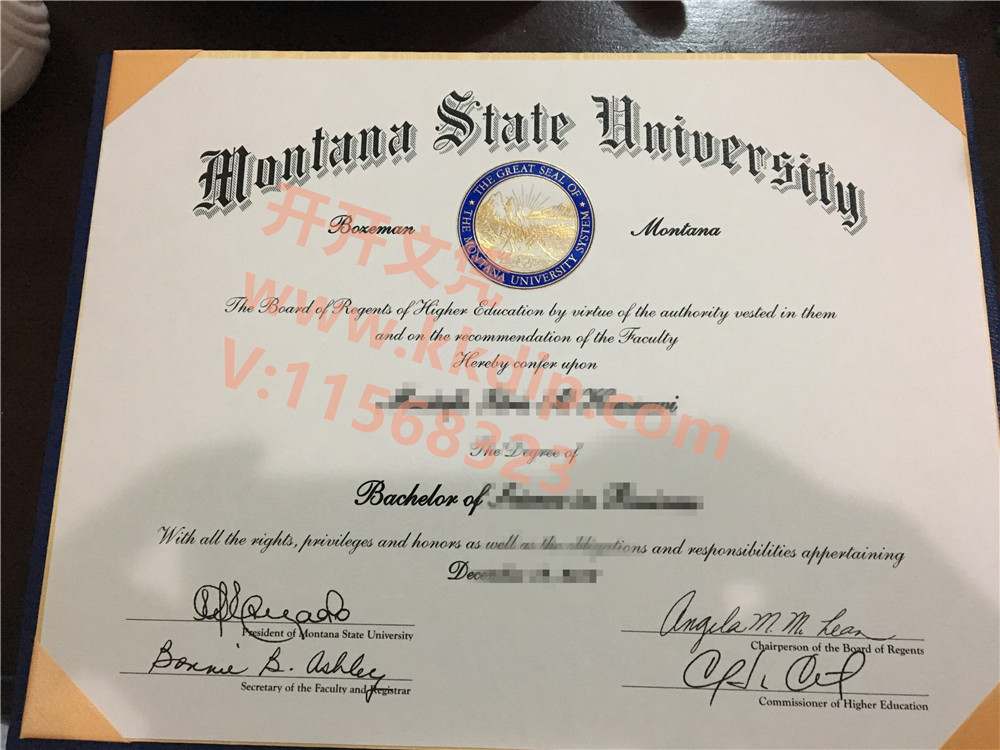 Montana State University
THE GREAT SEAL OF
THE MONTANA UNIVERSITY SYSTEM
Bozeman
Montana
开开文凭
www.kkdip.com
V:11568323
The Board of Regents of Higher Education by virtue of the authority vested in them
and on the recommendation of the Faculty
Hereby confer upon
The Degree of
Bachelor of
With all the rights, privileges and honors as well as the obligations and responsibilities appertaining
President of Montana State University
Bonnie B. Ashley
Secretary of the Faculty and Registrar
Angela M. McLean
Chairperson of the Board of Regents
Commissioner of Higher Education